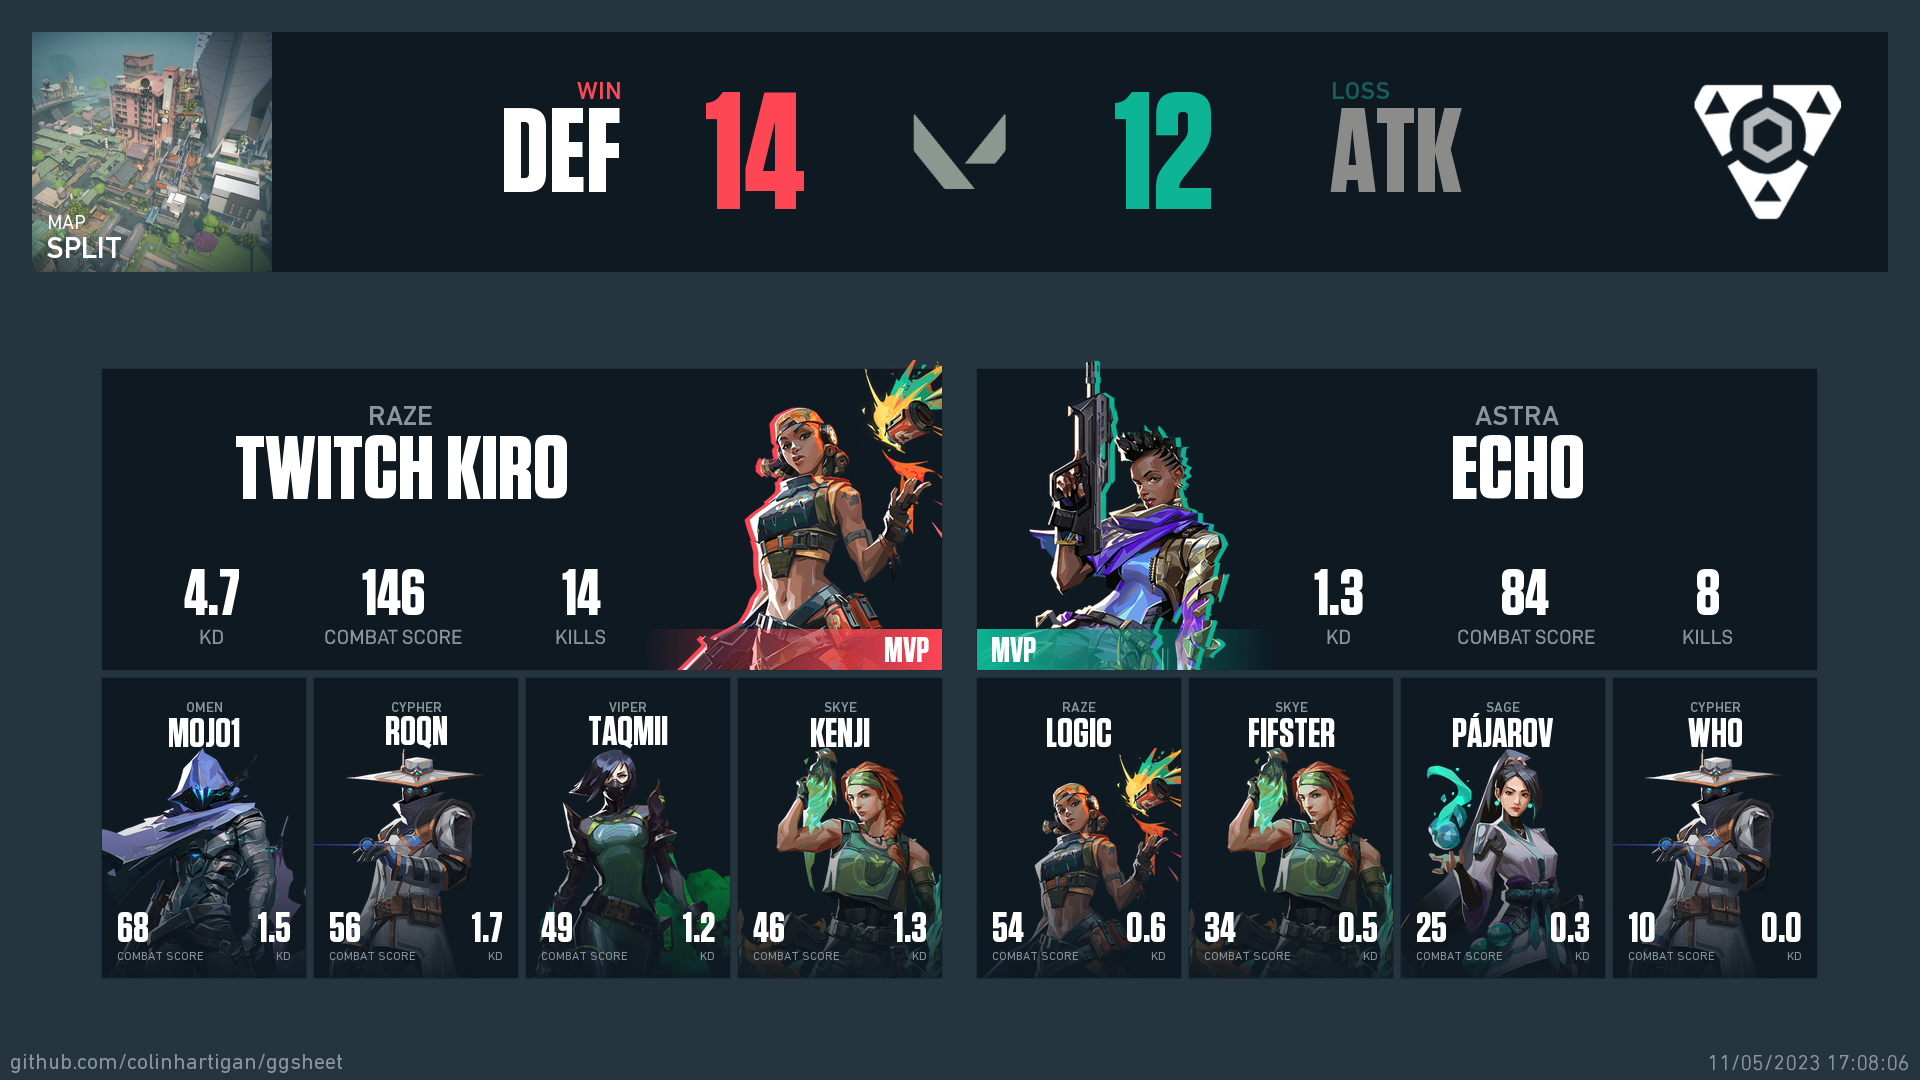 MAP
SPLIT
WIN
DEF
14
12
LOSS
ATK
RAZE
TWITCH KIRO
4.7
KD
146
COMBAT SCORE
14
KILLS
MVP
ASTRA
ECHO
MVP
1.3
KD
84
COMBAT SCORE
8
KILLS
OMEN
MOJO1
68
COMBAT SCORE
1.5
KD
CYPHER
ROQN
56
COMBAT SCORE
1.7
KD
VIPER
TAQMII
49
COMBAT SCORE
1.2
KD
SKYE
KENJI
46
COMBAT SCORE
1.3
KD
RAZE
LOGIC
54
COMBAT SCORE
0.6
KD
SKYE
FIFSTER
34
COMBAT SCORE
0.5
KD
SAGE
PÁJAROV
25
COMBAT SCORE
0.3
KD
CYPHER
WHO
10
COMBAT SCORE
0.0
KD
github.com/colinhartigan/ggsheet
11/05/2023 17:08:06